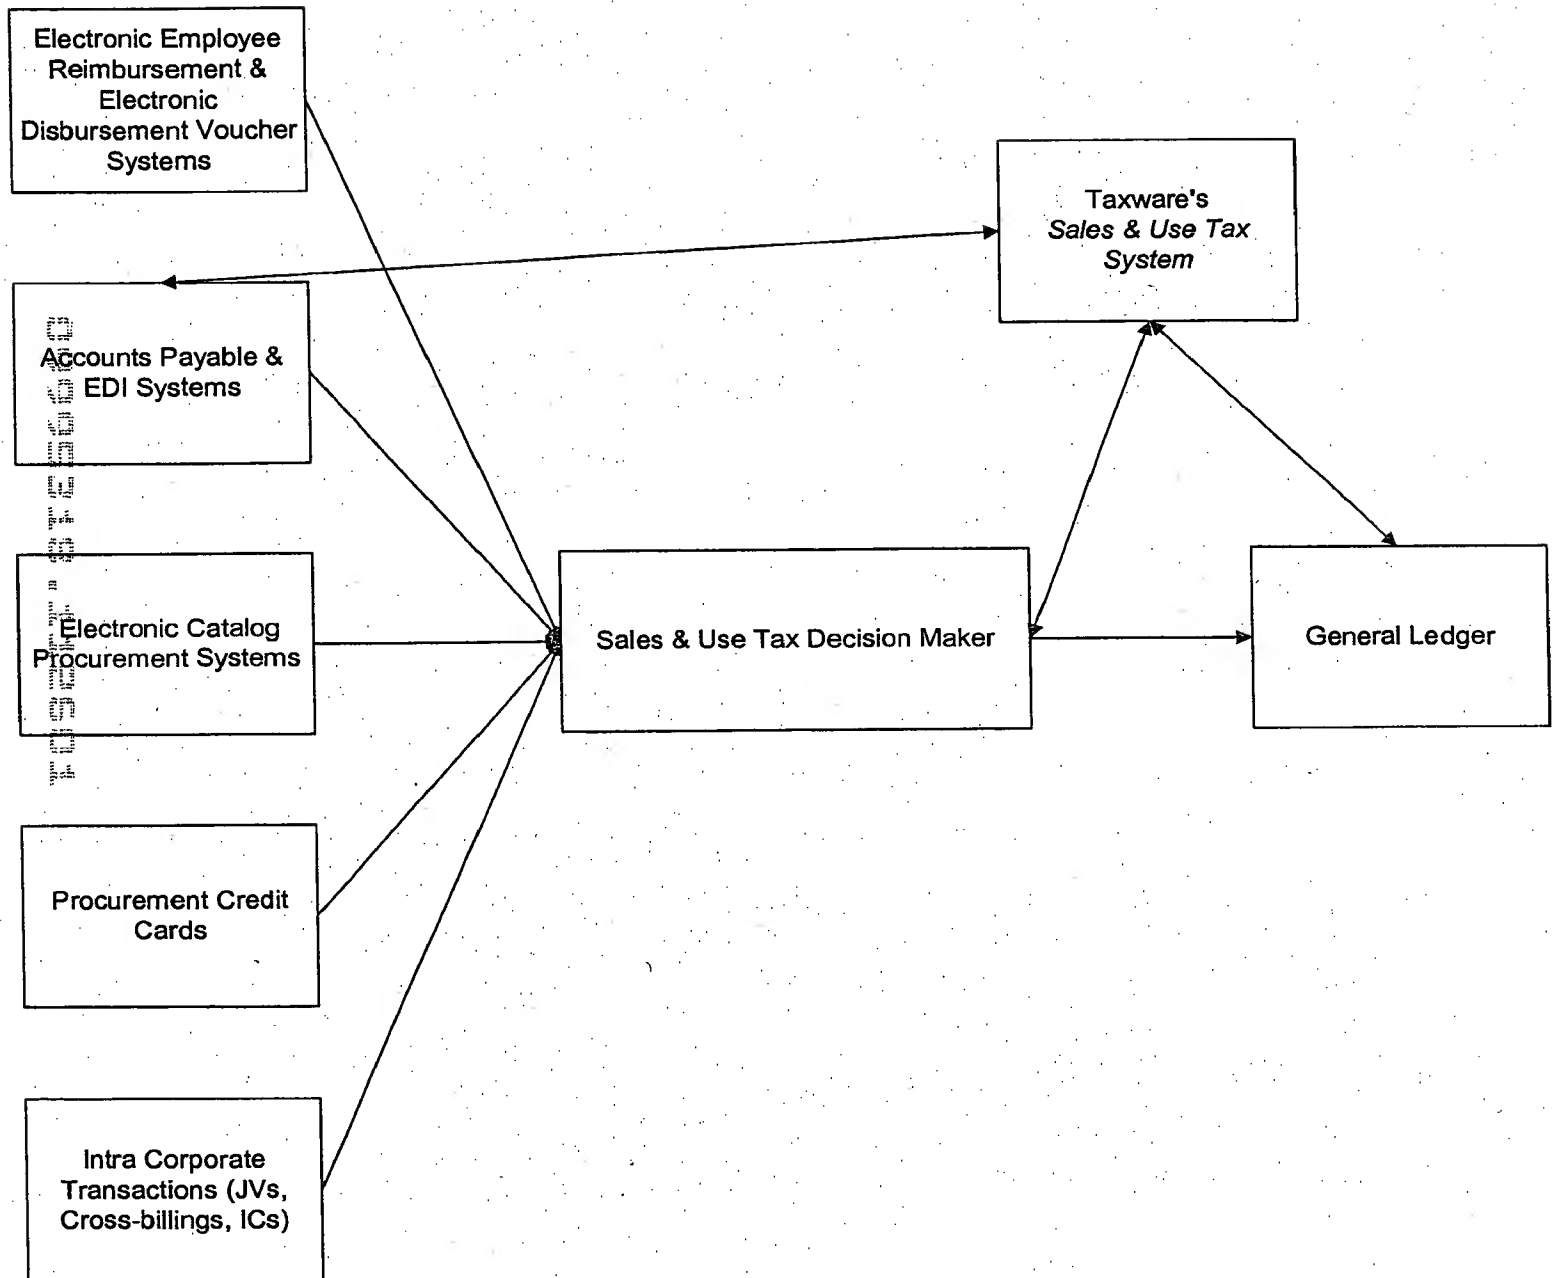 Electronic Employee
Reimbursement &
Electronic
Disbursement Voucher
Systems
Taxware's
Sales & Use Tax
System
Accounts Payable &
EDI Systems
Electronic Catalog
Procurement Systems
Sales & Use Tax Decision Maker
General Ledger
Procurement Credit
Cards
Intra Corporate
Transactions (JVs,
Cross-billings, ICs)